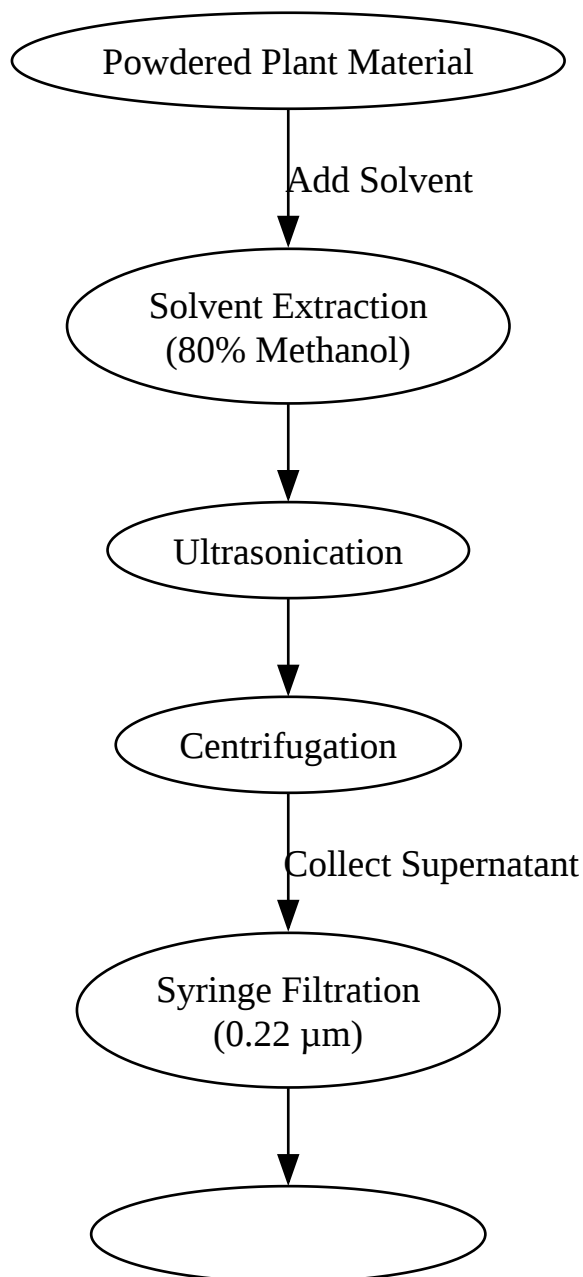 Powdered Plant Material
Add Solvent
Solvent Extraction
(80% Methanol)
Ultrasonication
Centrifugation
Collect Supernatant
Syringe Filtration
(0.22 µm)